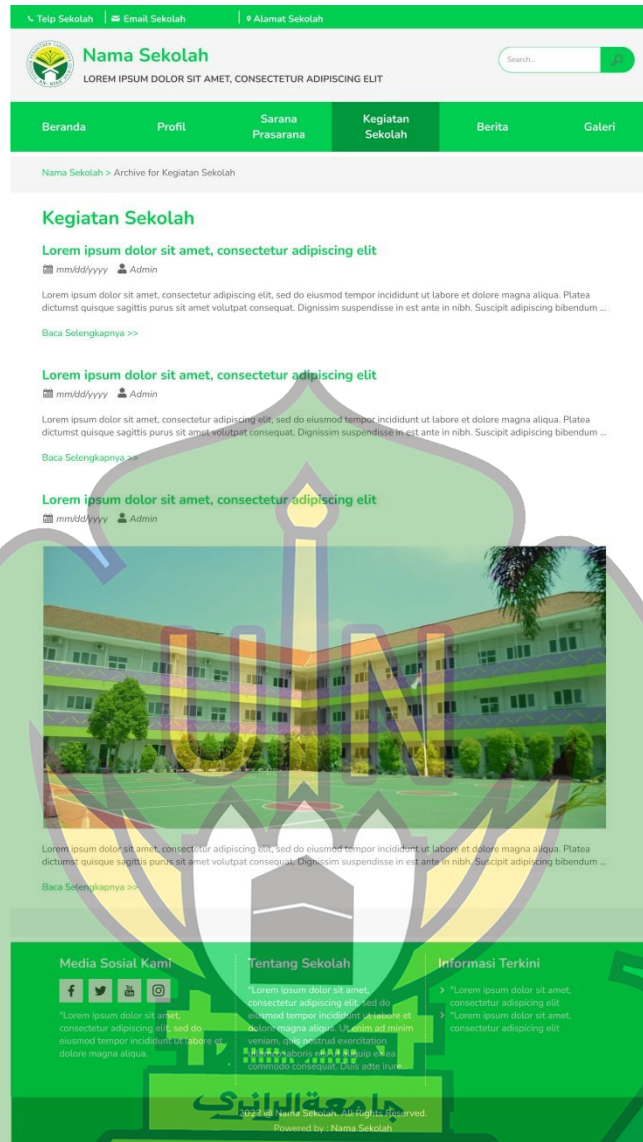 Telp Sekolah
Email Sekolah
Alamat Sekolah
Nama Sekolah
LOREM IPSUM DOLOR SIT AMET, CONSECTETUR ADIPISCING ELIT
Search...
Beranda
Profil
Sarana
Prasarana
Kegiatan
Sekolah
Berita
Galeri
Nama Sekolah > Archive for Kegiatan Sekolah
Kegiatan Sekolah
Lorem ipsum dolor sit amet, consectetur adipiscing elit
mm/dd/yyyy Admin
Lorem ipsum dolor sit amet, consectetur adipiscing elit, sed do eiusmod tempor incididunt ut labore et dolore magna aliqua. Platea
dictumst quisque sagittis purus sit amet volutpat consequat. Dignissim suspendisse in est ante in nibh. Suscipit adipiscing bibendum ...
Baca Selengkapnya >>
Lorem ipsum dolor sit amet, consectetur adipiscing elit
mm/dd/yyyy Admin
Lorem ipsum dolor sit amet, consectetur adipiscing elit, sed do eiusmod tempor incididunt ut labore et dolore magna aliqua. Platea
dictumst quisque sagittis purus sit amet volutpat consequat. Dignissim suspendisse in est ante in nibh. Suscipit adipiscing bibendum ...
Baca Selengkapnya >>
Lorem ipsum dolor sit amet, consectetur adipiscing elit
mm/dd/yyyy Admin
UIN
Lorem ipsum dolor sit amet, consectetur adipiscing elit, sed do eiusmod tempor incididunt ut labore et dolore magna aliqua. Platea
dictumst quisque sagittis purus sit amet volutpat consequat. Dignissim suspendisse in est ante in nibh. Suscipit adipiscing bibendum ...
Baca Selengkapnya >>
Media Sosial Kami
"Lorem ipsum dolor sit amet,
consectetur adipiscing elit, sed do
eiusmod tempor incididunt ut labore et
dolore magna aliqua.
Tentang Sekolah
"Lorem ipsum dolor sit amet,
consectetur adipiscing elit, sed do
eiusmod tempor incididunt ut labore et
dolore magna aliqua. Ut enim ad minim
veniam, quis nostrud exercitation
laboris
commodo consequat. Duis aute irure...
Informasi Terkini
"Lorem ipsum dolor sit amet,
consectetur adisipicing elit
"Lorem ipsum dolor sit amet,
consectetur adisipicing elit
جامعة الرانري
2022 @ Nama Sekolah. All Rights Reserved.
Powered by : Nama Sekolah